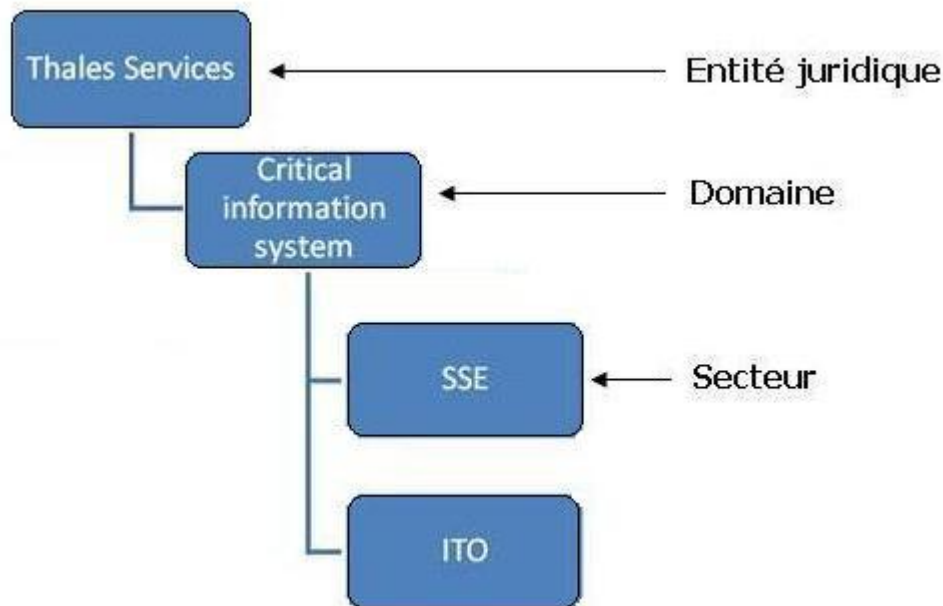 Thales Services
Entité juridique
Critical
information
system
Domaine
SSE
Secteur
ITO